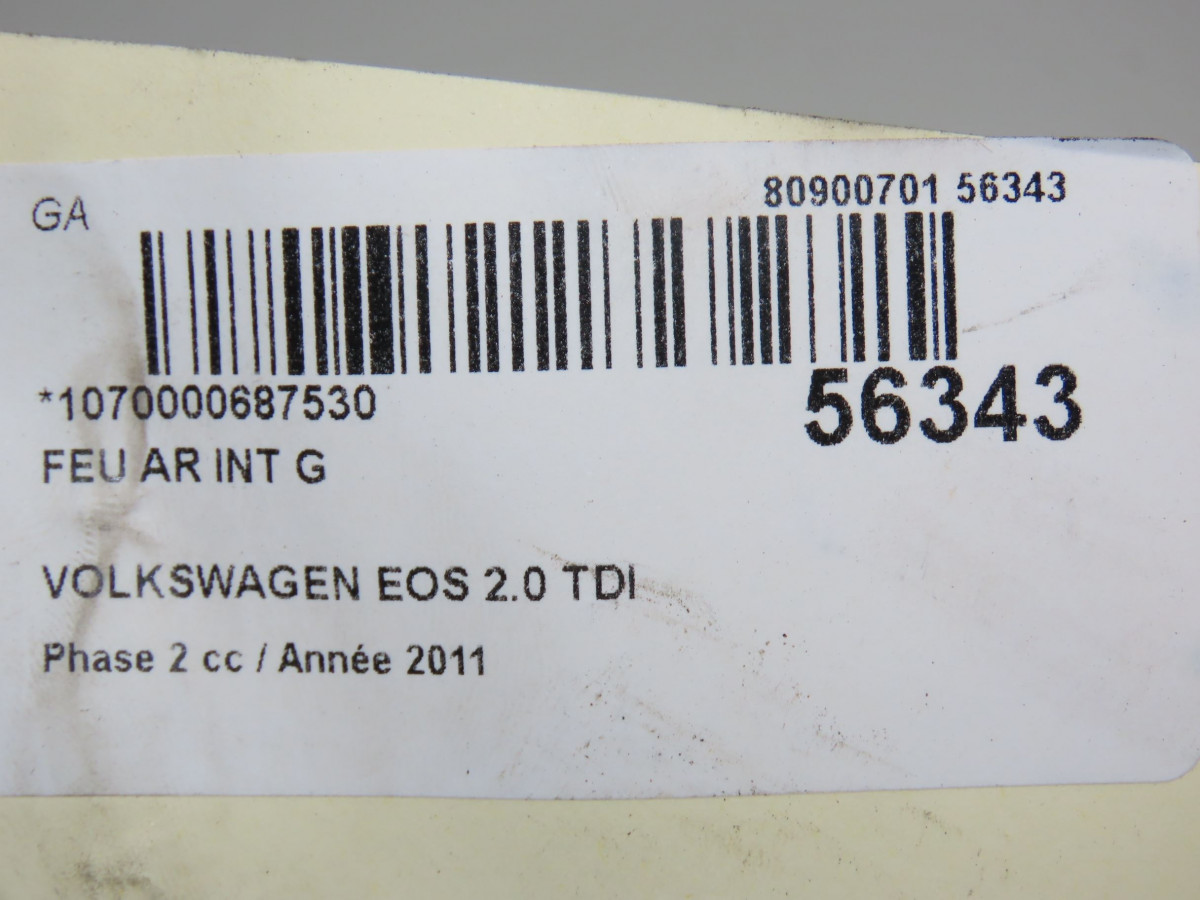 GA
80900701 56343
*1070000687530
56343
FEU AR INT G
VOLKSWAGEN EOS 2.0 TDI
Phase 2 cc / Année 2011